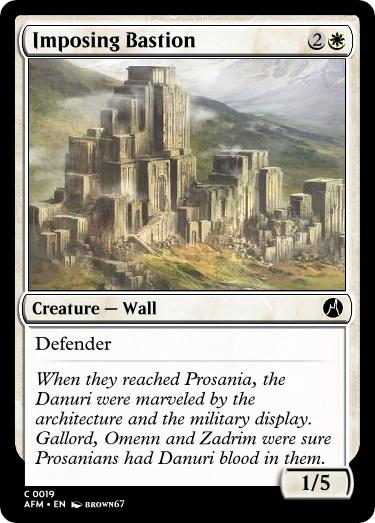 Imposing Bastion 2
Creature — Wall
Defender
When they reached Prosania, the
Danuri were marveled by the
architecture and the military display.
Gallord, Omenn and Zadrim were sure
Prosanians had Danuri blood in them.
1/5
C 0019
AFM • EN BROWN67